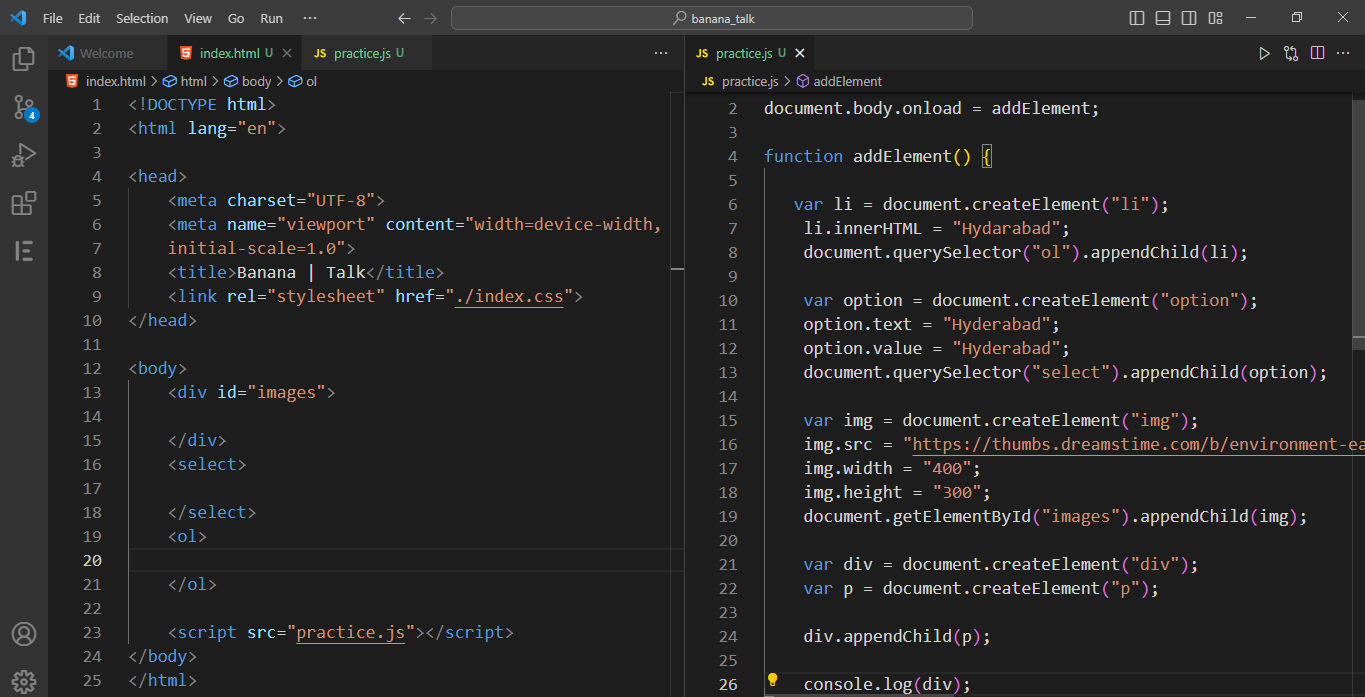 File Edit Selection View Go Run ··· banana_talk
Welcome index.html U practice.js U ···
index.html > html > body > ol
1 <!DOCTYPE html>
2 <html lang="en">
3
4 <head>
5 <meta charset="UTF-8">
6 <meta name="viewport" content="width=device-width,
7 initial-scale=1.0">
8 <title>Banana | Talk</title>
9 <link rel="stylesheet" href="./index.css">
10 </head>
11
12 <body>
13 <div id="images">
14
15 </div>
16 <select>
17
18 </select>
19 <ol>
20
21 </ol>
22
23 <script src="practice.js"></script>
24 </body>
25 </html>
4
JS practice.js U ···
JS practice.js > addElement
2 document.body.onload = addElement;
3
4 function addElement() {
5
6 var li = document.createElement("li");
7 li.innerHTML = "Hydarabad";
8 document.querySelector("ol").appendChild(li);
9
10 var option = document.createElement("option");
11 option.text = "Hyderabad";
12 option.value = "Hyderabad";
13 document.querySelector("select").appendChild(option);
14
15 var img = document.createElement("img");
16 img.src = "https://thumbs.dreamstime.com/b/environment-ea
17 img.width = "400";
18 img.height = "300";
19 document.getElementById("images").appendChild(img);
20
21 var div = document.createElement("div");
22 var p = document.createElement("p");
23
24 div.appendChild(p);
25
26 console.log(div);